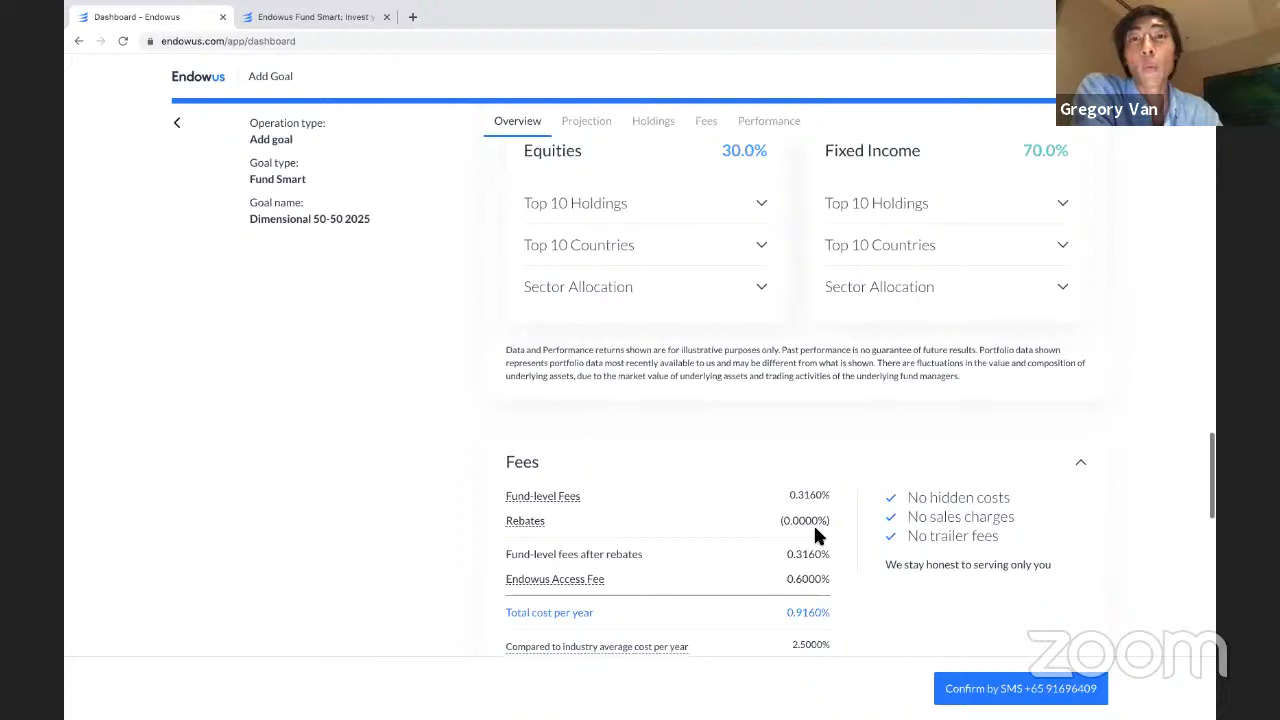 Dashboard - Endowus
Endowus Fund Smart: Invest y
endowus.com/app/dashboard
Gregory Van
Endowus
Add Goal
Operation type:
Add goal
Goal type:
Fund Smart
Goal name:
Dimensional 50-50 2025
Overview Projection Holdings Fees Performance
Equities 30.0%
Top 10 Holdings
Top 10 Countries
Sector Allocation
Fixed Income 70.0%
Top 10 Holdings
Top 10 Countries
Sector Allocation
Data and Performance returns shown are for illustrative purposes only. Past performance is no guarantee of future results. Portfolio data shown
represents portfolio data most recently available to us and may be different from what is shown. There are fluctuations in the value and composition of
underlying assets, due to the market value of underlying assets and trading activities of the underlying fund managers.
Fees
Fund-level Fees 0.3160%
Rebates (0.0000%)
Fund-level fees after rebates 0.3160%
Endowus Access Fee 0.6000%
Total cost per year 0.9160%
Compared to industry average cost per year 2.5000%
No hidden costs
No sales charges
No trailer fees
We stay honest to serving only you
zoom
Confirm by SMS +65 91696409